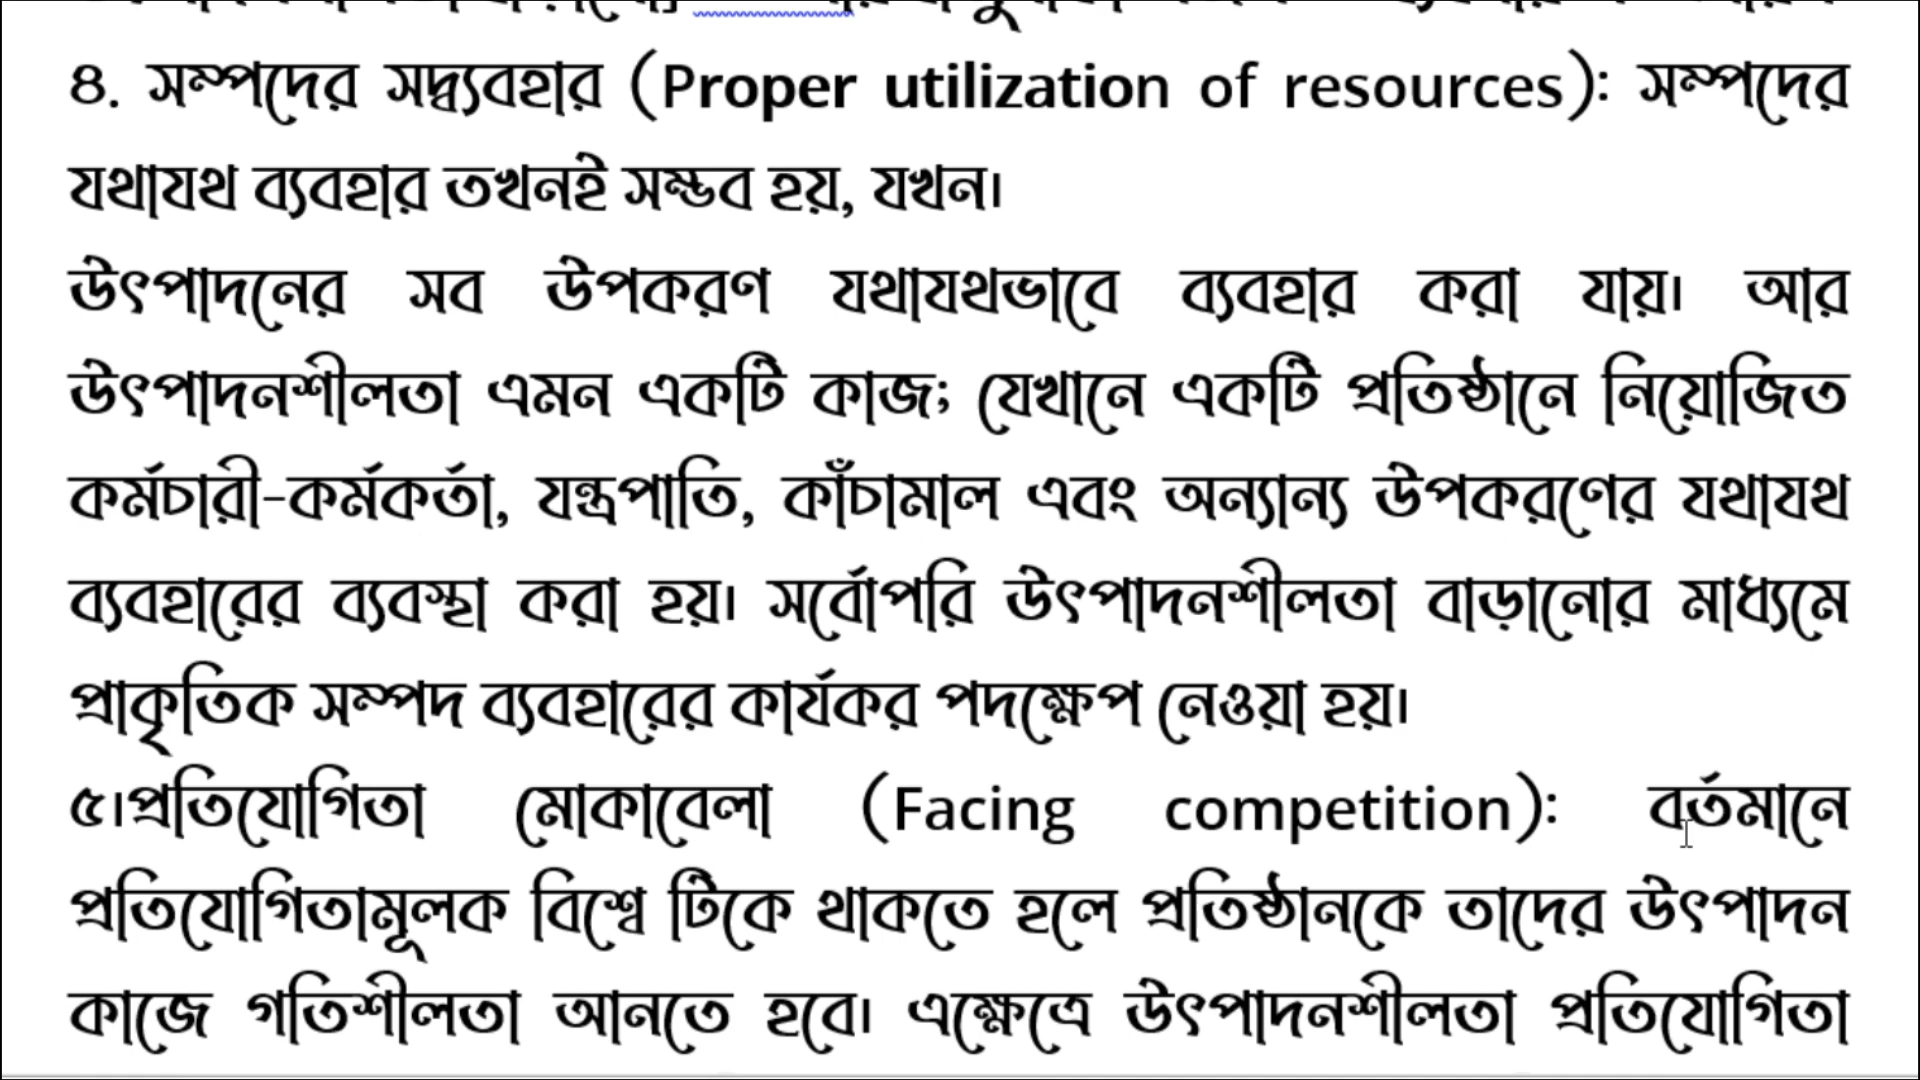 ৪. সম্পদের সদ্ব্যবহার (Proper utilization of resources): সম্পদের
যথাযথ ব্যবহার তখনই সম্ভব হয়, যখন।
উৎপাদনের সব উপকরণ যথাযথভাবে ব্যবহার করা যায়। আর
উৎপাদনশীলতা এমন একটি কাজ; যেখানে একটি প্রতিষ্ঠানে নিয়োজিত
কর্মচারী-কর্মকর্তা, যন্ত্রপাতি, কাঁচামাল এবং অন্যান্য উপকরণের যথাযথ
ব্যবহারের ব্যবস্থা করা হয়। সর্বোপরি উৎপাদনশীলতা বাড়ানোর মাধ্যমে
প্রাকৃতিক সম্পদ ব্যবহারের কার্যকর পদক্ষেপ নেওয়া হয়।
৫।প্রতিযোগিতা মোকাবেলা (Facing competition): বর্তমানে
প্রতিযোগিতামূলক বিশ্বে টিকে থাকতে হলে প্রতিষ্ঠানকে তাদের উৎপাদন
কাজে গতিশীলতা আনতে হবে। এক্ষেত্রে উৎপাদনশীলতা প্রতিযোগিতা